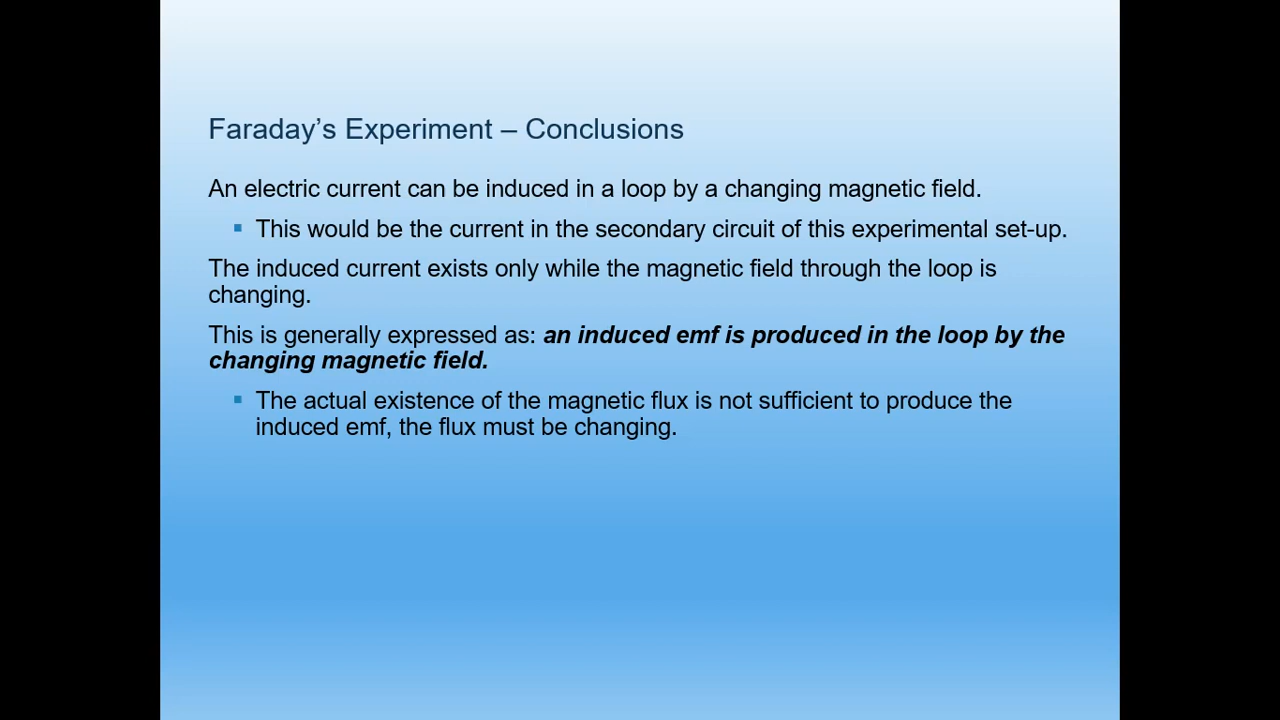 Faraday’s Experiment – Conclusions
An electric current can be induced in a loop by a changing magnetic field.
This would be the current in the secondary circuit of this experimental set-up.
The induced current exists only while the magnetic field through the loop is
changing.
This is generally expressed as: an induced emf is produced in the loop by the
changing magnetic field.
The actual existence of the magnetic flux is not sufficient to produce the
induced emf, the flux must be changing.